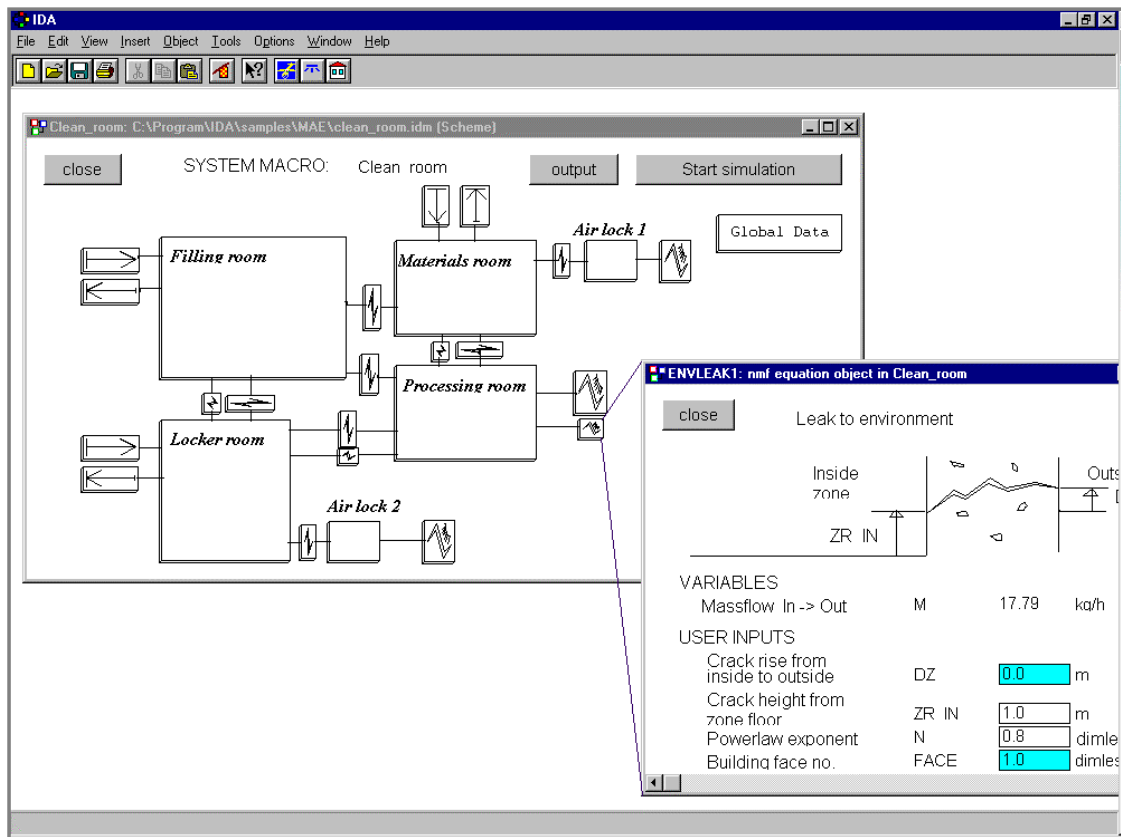 IDA
File Edit View Insert Object Tools Options Window Help
Clean_room: C:\Program\IDA\samples\MAE\clean_room.idm (Scheme)
close SYSTEM MACRO: Clean room output Start simulation
Global Data
Air lock 1
Filling room
Materials room
Processing room
Locker room
Air lock 2
ENVLEAK1: nmf equation object in Clean_room
close Leak to environment
Inside
zone
Outs
ZR IN
VARIABLES
Massflow In -> Out M 17.79 kg/h
USER INPUTS
Crack rise from
inside to outside DZ 0.0 m
Crack height from
zone floor ZR IN 1.0 m
Powerlaw exponent N 0.8 dimle
Building face no. FACE 1.0 dimles